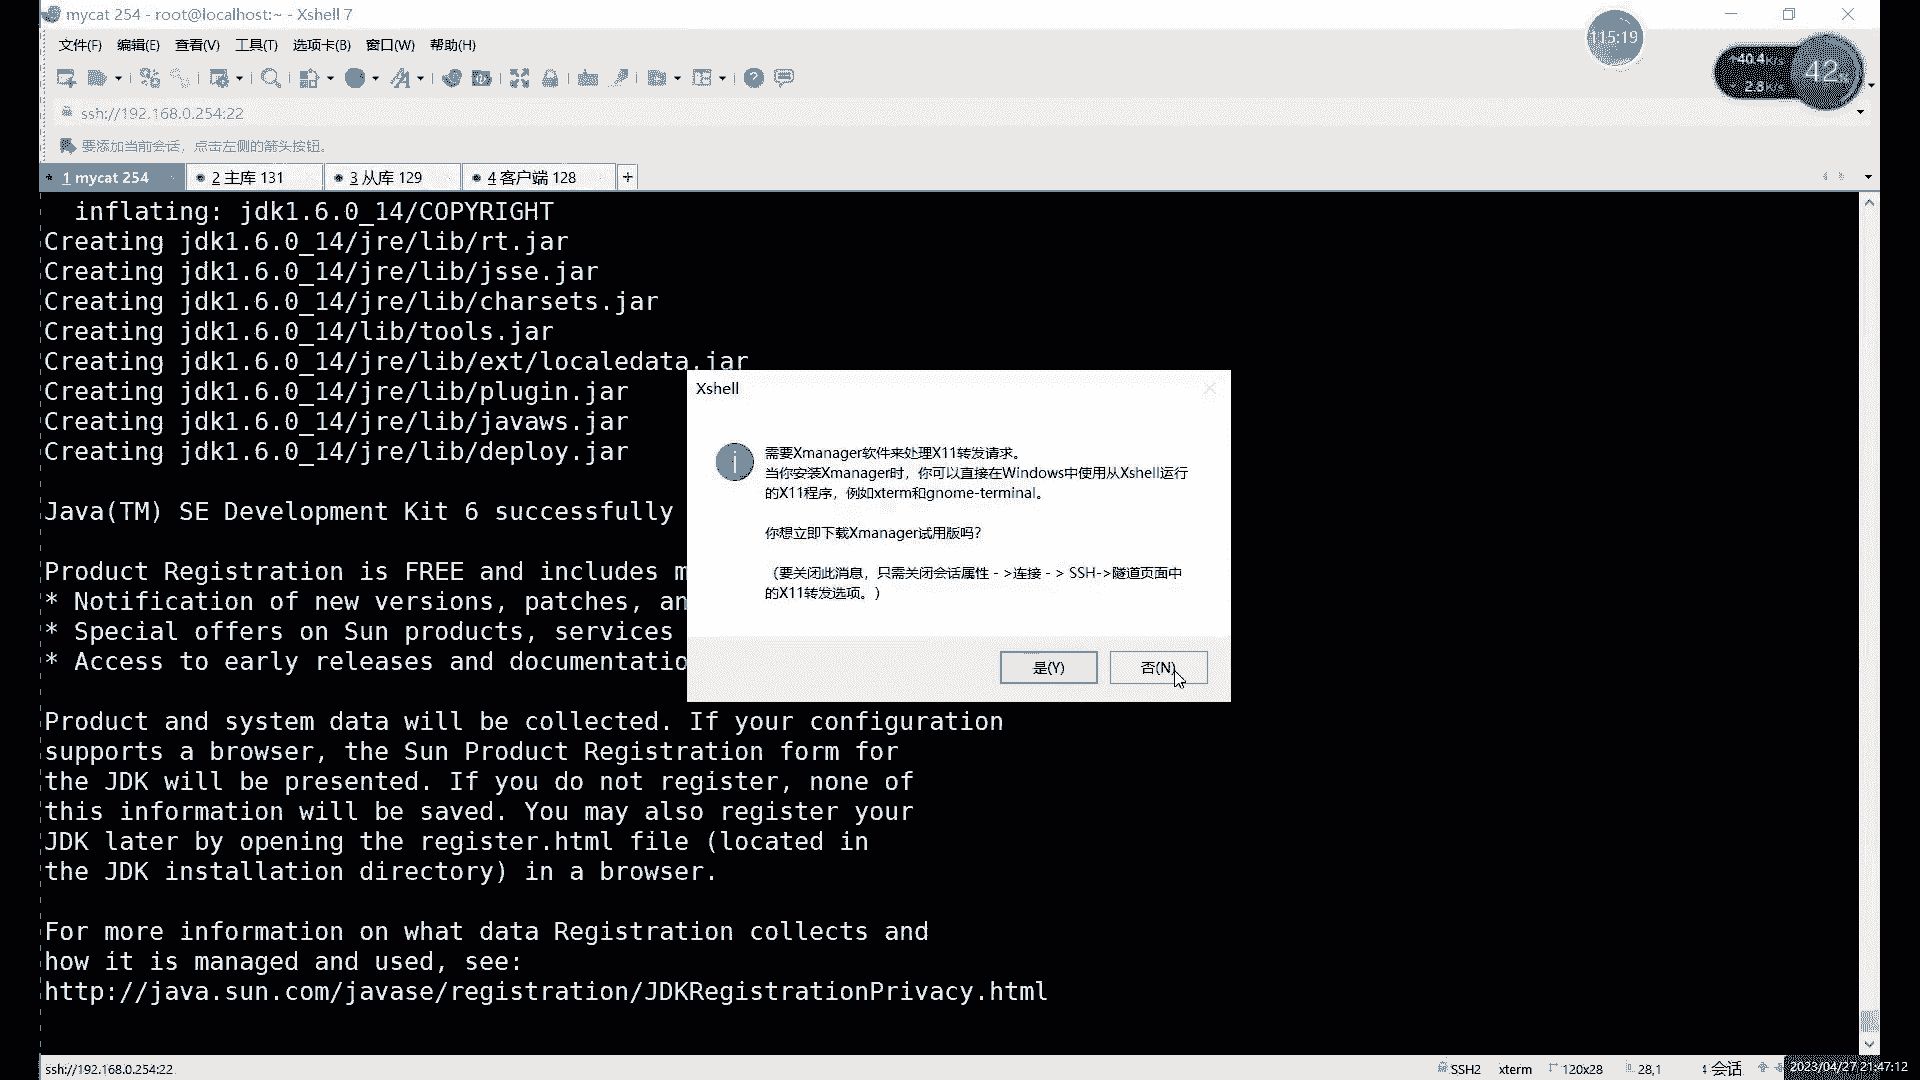 mycat 254 - root@localhost:~ - Xshell 7
115:19
文件(F) 编辑(E) 查看(V) 工具(T) 选项卡(B) 窗口(W) 帮助(H)
40.4K/s
2.8K/s
42
ssh://192.168.0.254:22
要添加当前会话，点击左侧的箭头按钮。
1 mycat 254 2 主库 131 3 从库 129 4 客户端 128 +
inflating: jdk1.6.0_14/COPYRIGHT
Creating jdk1.6.0_14/jre/lib/rt.jar
Creating jdk1.6.0_14/jre/lib/jsse.jar
Creating jdk1.6.0_14/jre/lib/charsets.jar
Creating jdk1.6.0_14/lib/tools.jar
Creating jdk1.6.0_14/jre/lib/ext/localedata.jar
Creating jdk1.6.0_14/jre/lib/plugin.jar
Creating jdk1.6.0_14/jre/lib/javaws.jar
Creating jdk1.6.0_14/jre/lib/deploy.jar
Java(TM) SE Development Kit 6 successfully
Product Registration is FREE and includes m
* Notification of new versions, patches, an
* Special offers on Sun products, services
* Access to early releases and documentatio
Product and system data will be collected. If your configuration
supports a browser, the Sun Product Registration form for
the JDK will be presented. If you do not register, none of
this information will be saved. You may also register your
JDK later by opening the register.html file (located in
the JDK installation directory) in a browser.
For more information on what data Registration collects and
how it is managed and used, see:
http://java.sun.com/javase/registration/JDKRegistrationPrivacy.html
Xshell
需要Xmanager软件来处理X11转发请求。
当你安装Xmanager时，你可以直接在Windows中使用从Xshell运行
的X11程序，例如xterm和gnome-terminal。
你想立即下载Xmanager试用版吗?
（要关闭此消息，只需关闭会话属性 - >连接 - > SSH->隧道页面中
的X11转发选项。）
是(Y) 否(N)
ssh://192.168.0.254:22 SSH2 xterm 120x28 28,1 1 会话 2023/04/27 21:47:12